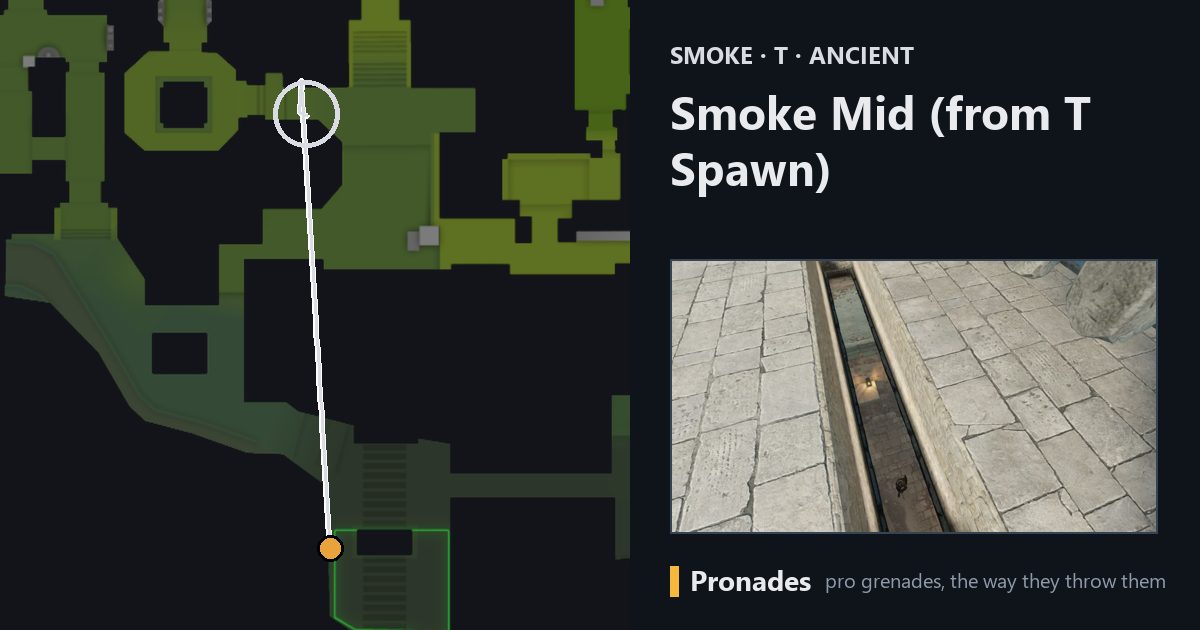 SMOKE · T · ANCIENT
Smoke Mid (from T
Spawn)
Pronades pro grenades, the way they throw them